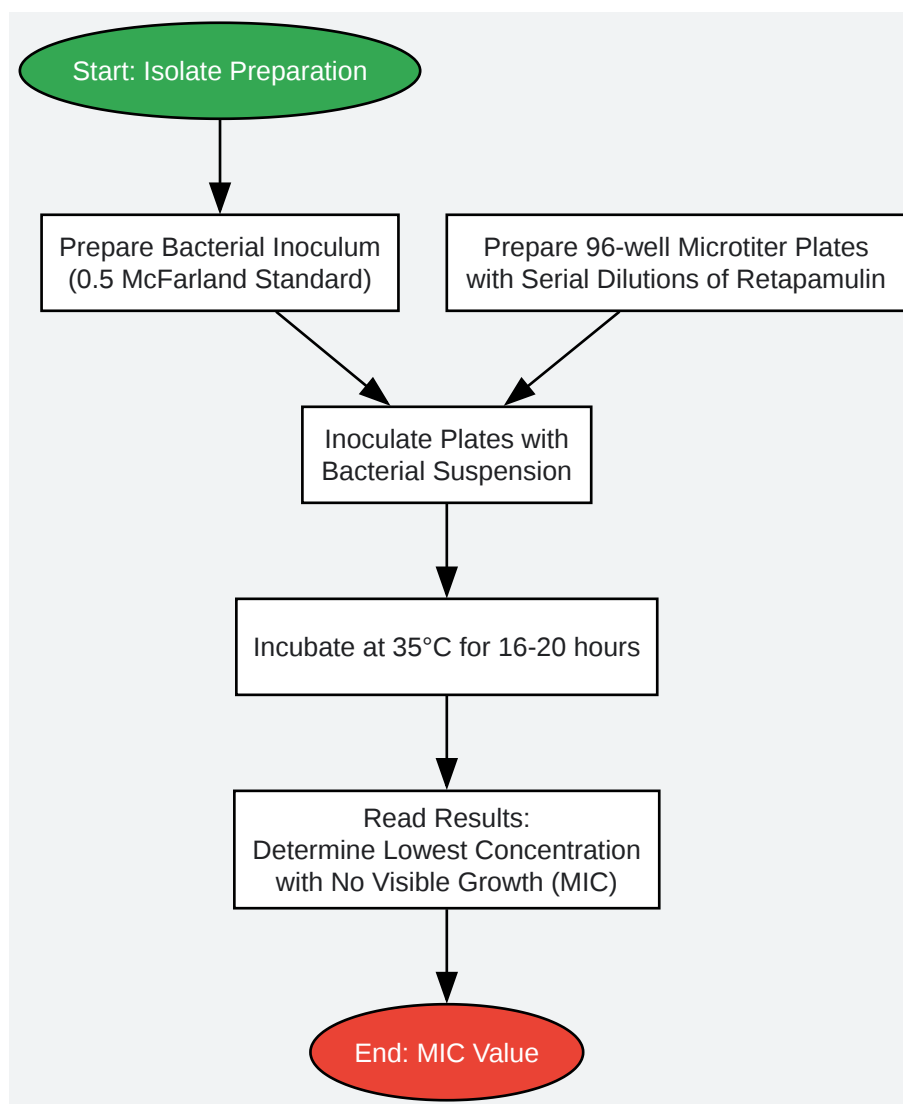 Start: Isolate Preparation
Prepare Bacterial Inoculum
(0.5 McFarland Standard)
Prepare 96-well Microtiter Plates
with Serial Dilutions of Retapamulin
Inoculate Plates with
Bacterial Suspension
Incubate at 35°C for 16-20 hours
Read Results:
Determine Lowest Concentration
with No Visible Growth (MIC)
End: MIC Value